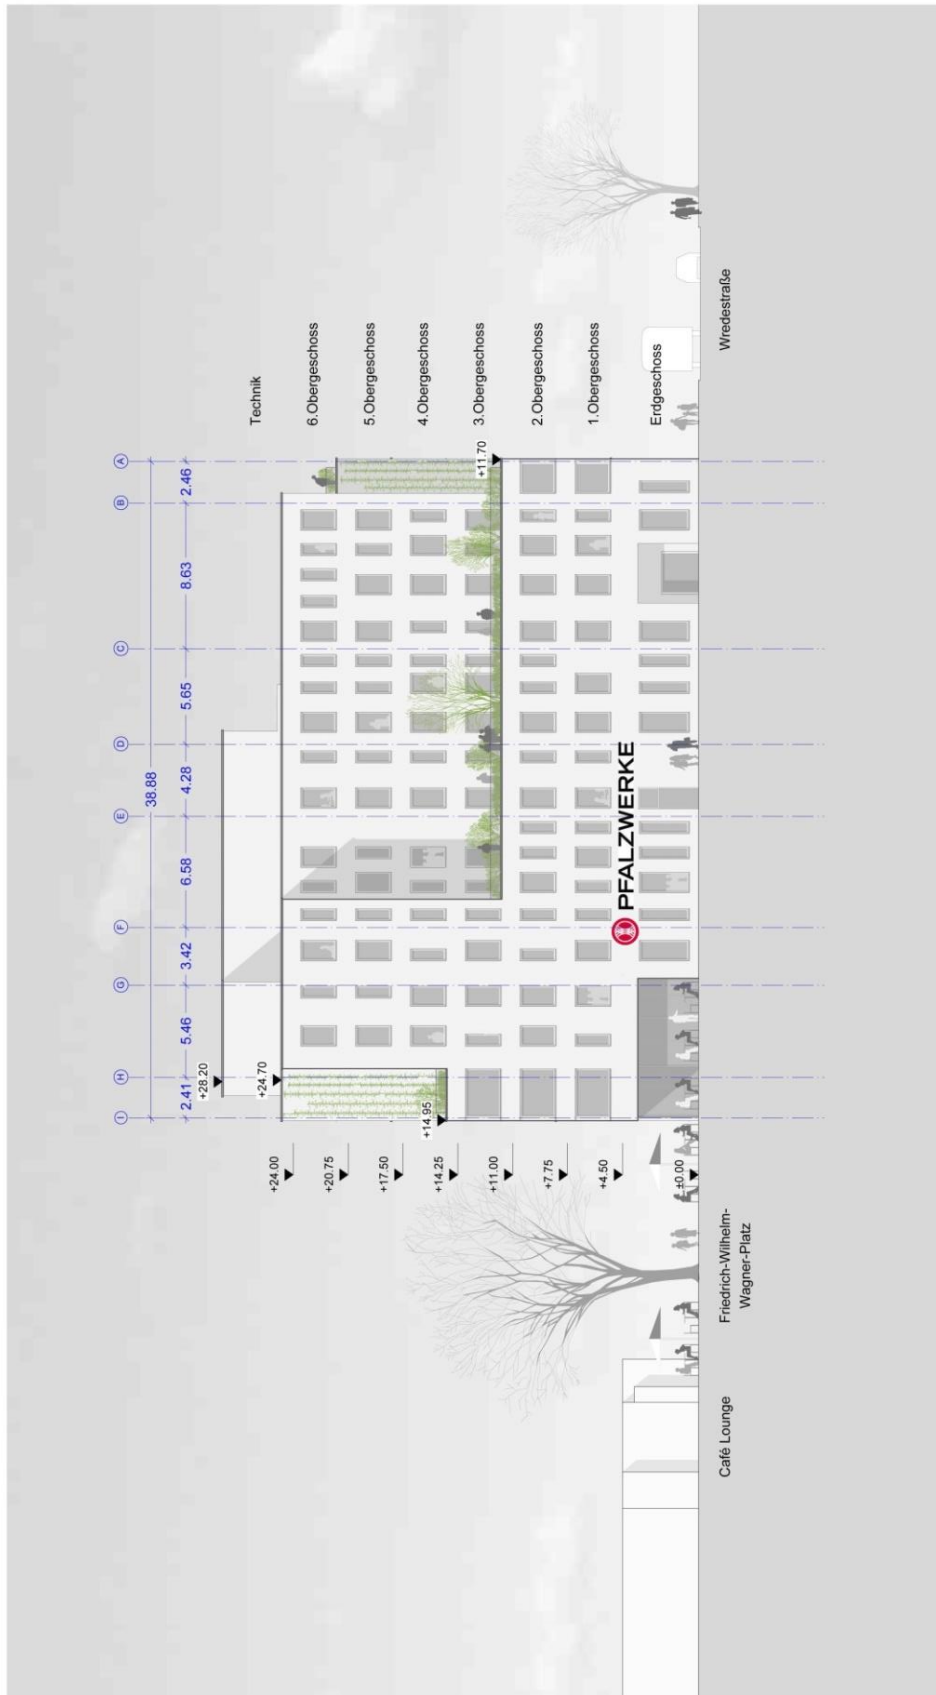 I
H
G
F
E
D
C
B
A
38.88
2.41
5.46
3.42
6.58
4.28
5.65
8.63
2.46
+28.20
+24.70
+14.95
+11.70
+24.00
+20.75
+17.50
+14.25
+11.00
+7.75
+4.50
±0.00
Technik
6.Obergeschoss
5.Obergeschoss
4.Obergeschoss
3.Obergeschoss
2.Obergeschoss
1.Obergeschoss
Erdgeschoss
PFALZWERKE
Café Lounge
Friedrich-Wilhelm-
Wagner-Platz
Wredestraße